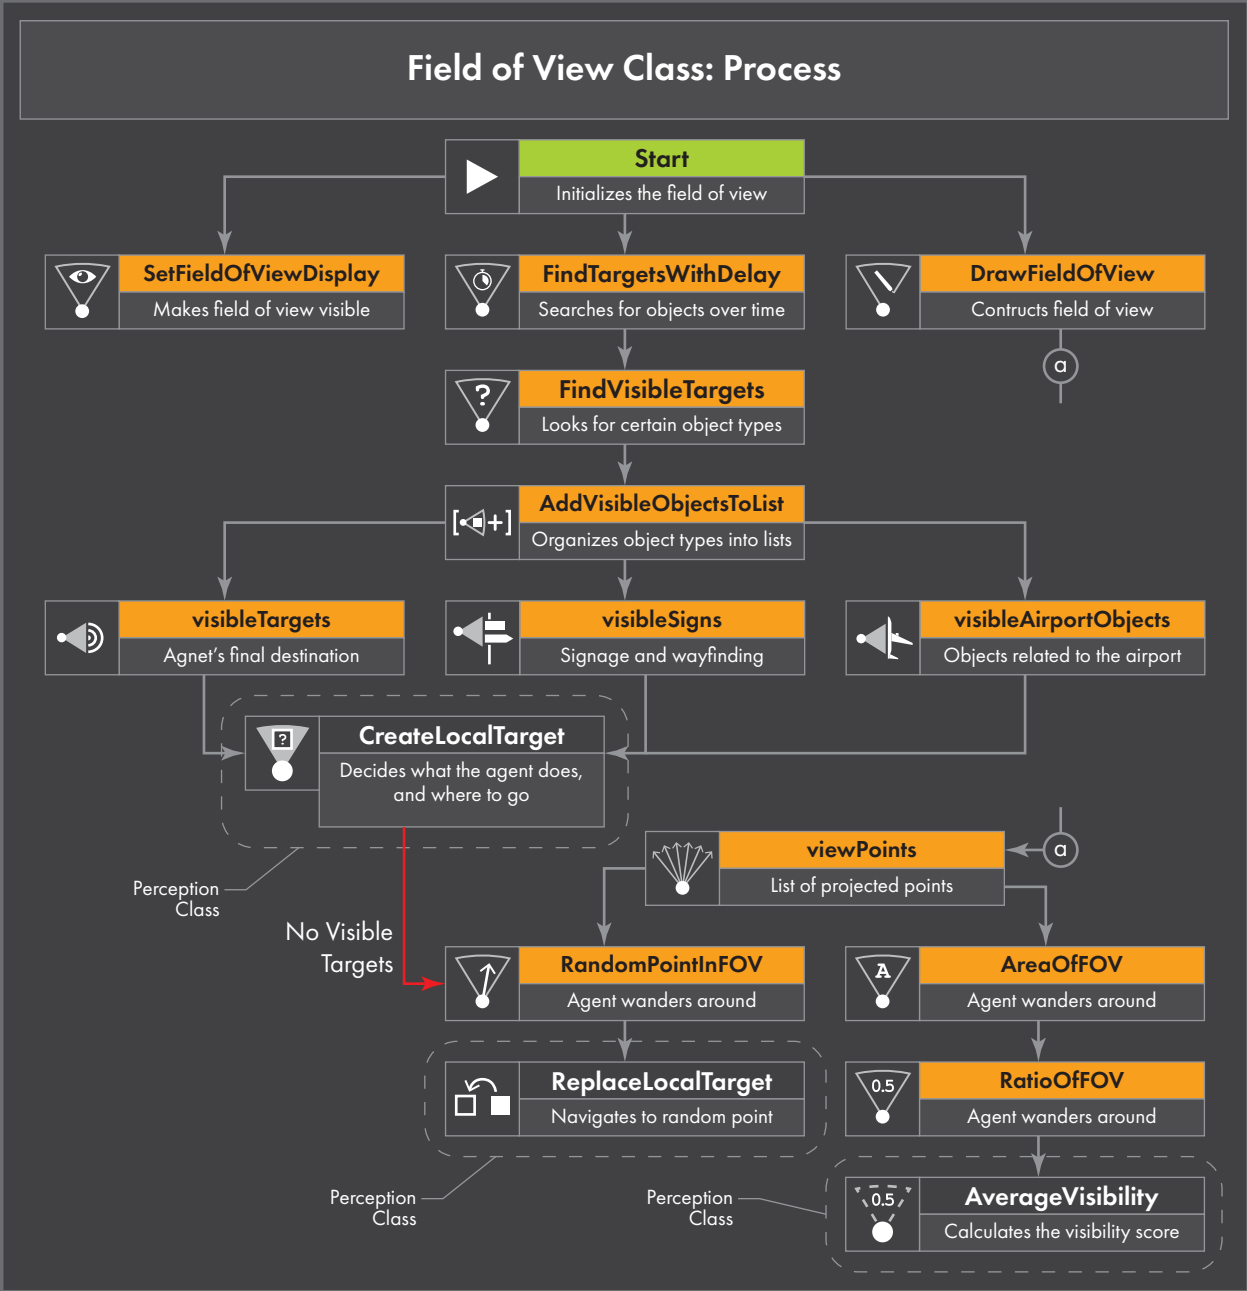 Field of View Class: Process
Start
Initializes the field of view
SetFieldOfViewDisplay
Makes field of view visible
FindTargetsWithDelay
Searches for objects over time
DrawFieldOfView
Contructs field of view
a
?
FindVisibleTargets
Looks for certain object types
[+]
AddVisibleObjectsToList
Organizes object types into lists
visibleTargets
Agnet's final destination
visibleSigns
Signage and wayfinding
visibleAirportObjects
Objects related to the airport
?
CreateLocalTarget
Decides what the agent does,
and where to go
Perception
Class
No Visible
Targets
viewPoints
List of projected points
a
RandomPointInFOV
Agent wanders around
A
AreaOfFOV
Agent wanders around
ReplaceLocalTarget
Navigates to random point
Perception
Class
0.5
RatioOfFOV
Agent wanders around
Perception
Class
0.5
AverageVisibility
Calculates the visibility score